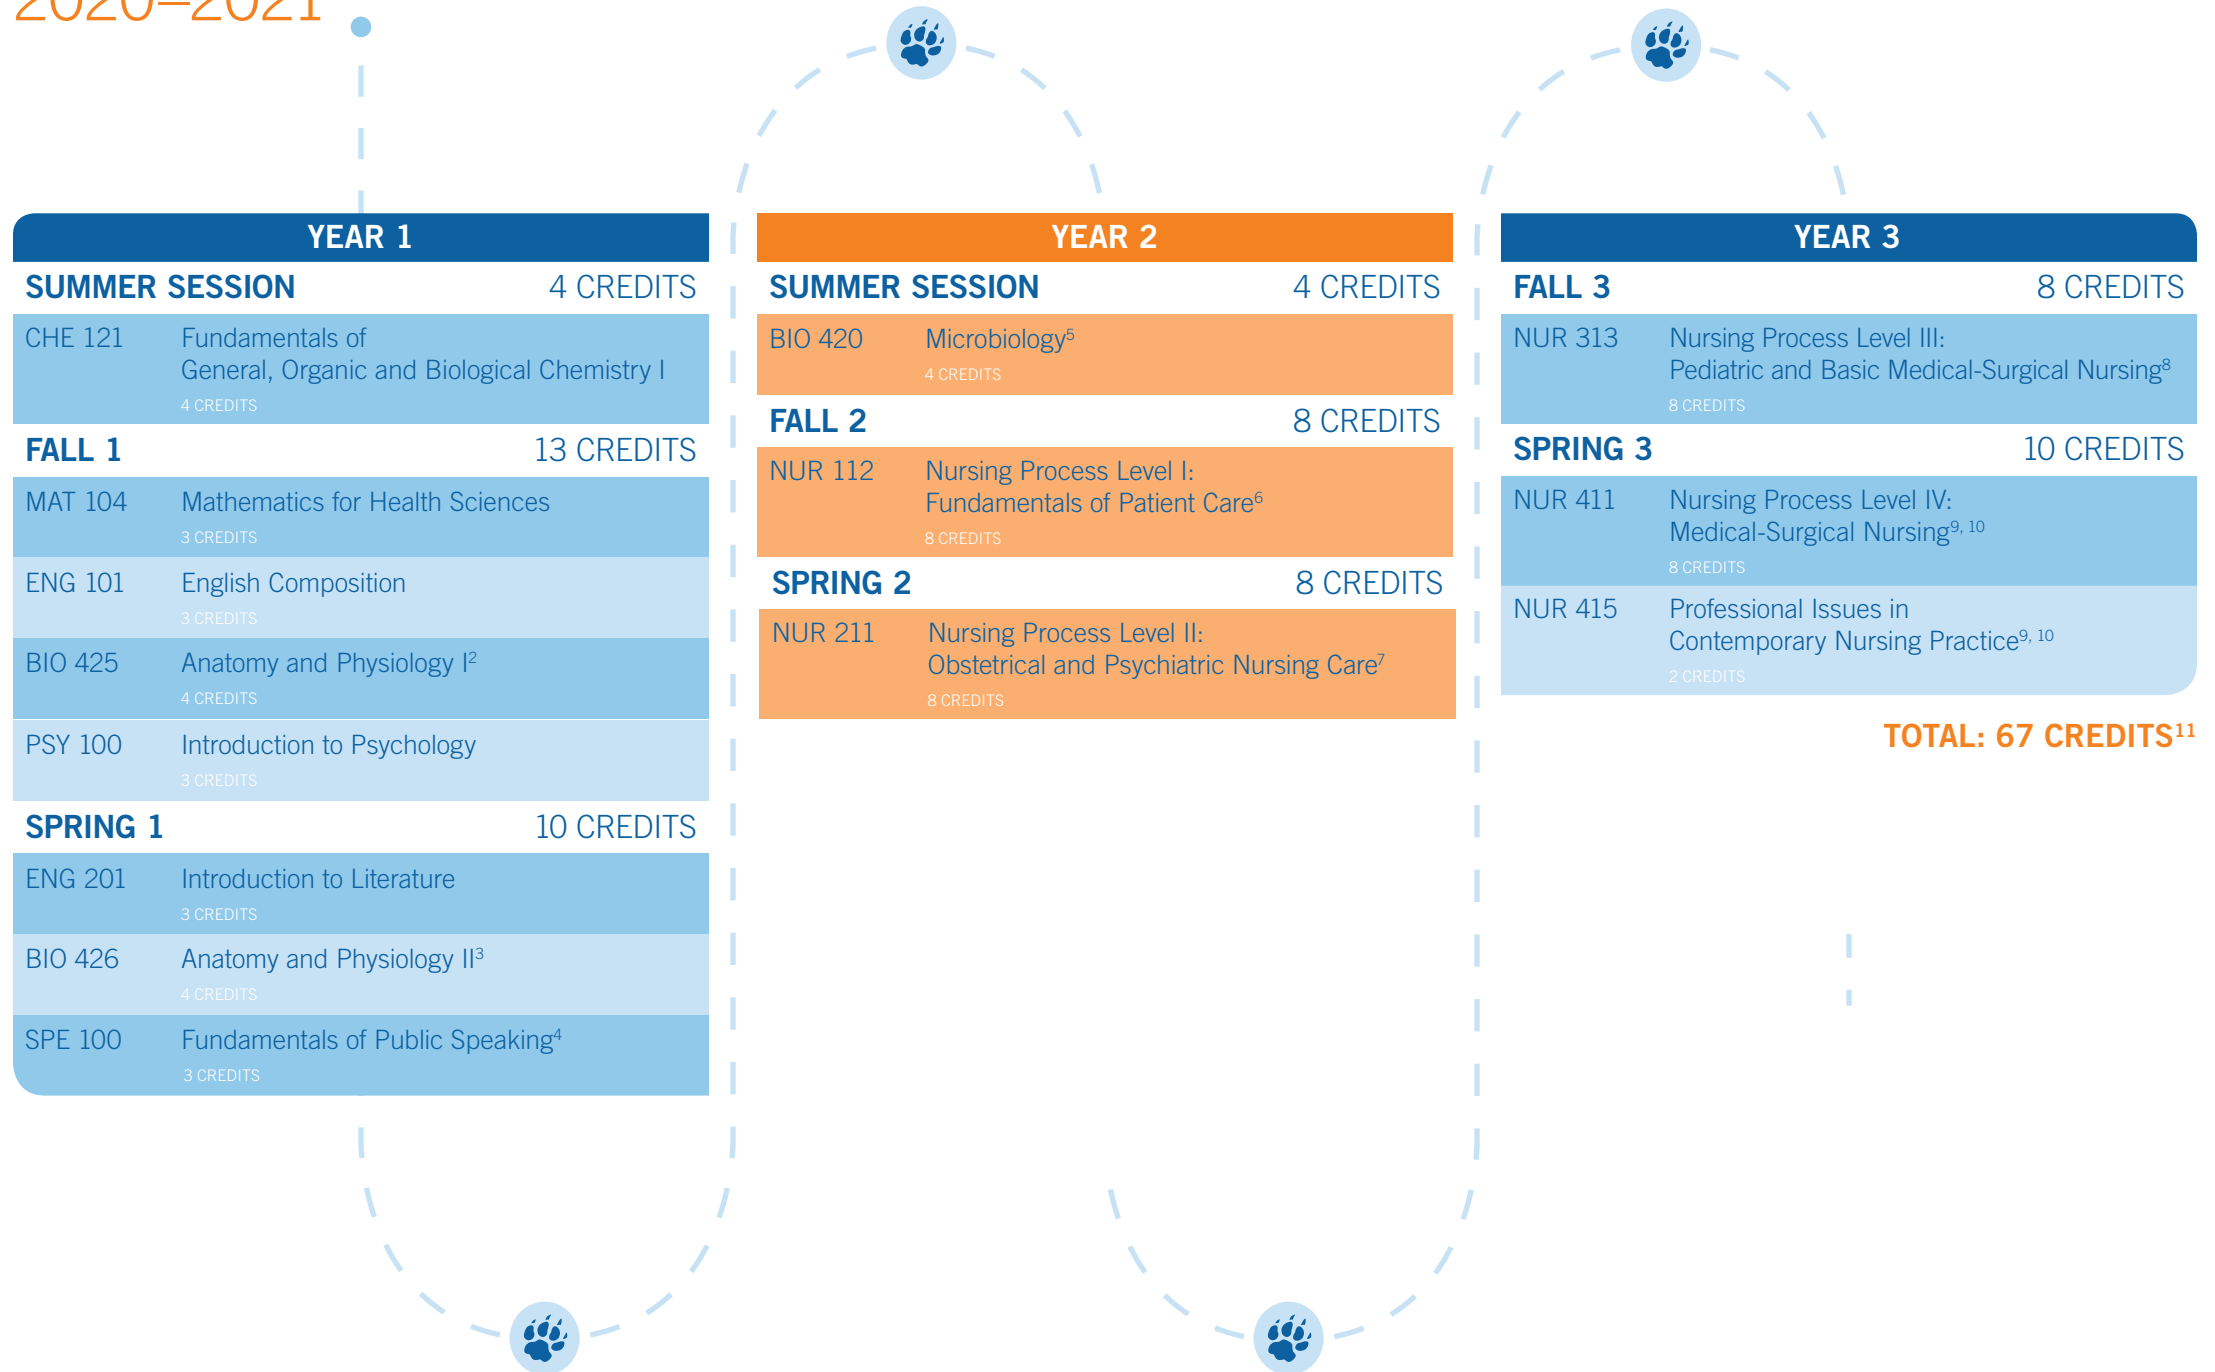 2020–2021
YEAR 1
SUMMER SESSION 4 CREDITS
CHE 121 Fundamentals of
General, Organic and Biological Chemistry I
4 CREDITS
FALL 1 13 CREDITS
MAT 104 Mathematics for Health Sciences
3 CREDITS
ENG 101 English Composition
3 CREDITS
BIO 425 Anatomy and Physiology I2
4 CREDITS
PSY 100 Introduction to Psychology
3 CREDITS
SPRING 1 10 CREDITS
ENG 201 Introduction to Literature
3 CREDITS
BIO 426 Anatomy and Physiology II3
4 CREDITS
SPE 100 Fundamentals of Public Speaking4
3 CREDITS
YEAR 2
SUMMER SESSION 4 CREDITS
BIO 420 Microbiology5
4 CREDITS
FALL 2 8 CREDITS
NUR 112 Nursing Process Level I:
Fundamentals of Patient Care6
8 CREDITS
SPRING 2 8 CREDITS
NUR 211 Nursing Process Level II:
Obstetrical and Psychiatric Nursing Care7
8 CREDITS
YEAR 3
FALL 3 8 CREDITS
NUR 313 Nursing Process Level III:
Pediatric and Basic Medical-Surgical Nursing8
8 CREDITS
SPRING 3 10 CREDITS
NUR 411 Nursing Process Level IV:
Medical-Surgical Nursing9, 10
8 CREDITS
NUR 415 Professional Issues in
Contemporary Nursing Practice9, 10
2 CREDITS
TOTAL: 67 CREDITS11